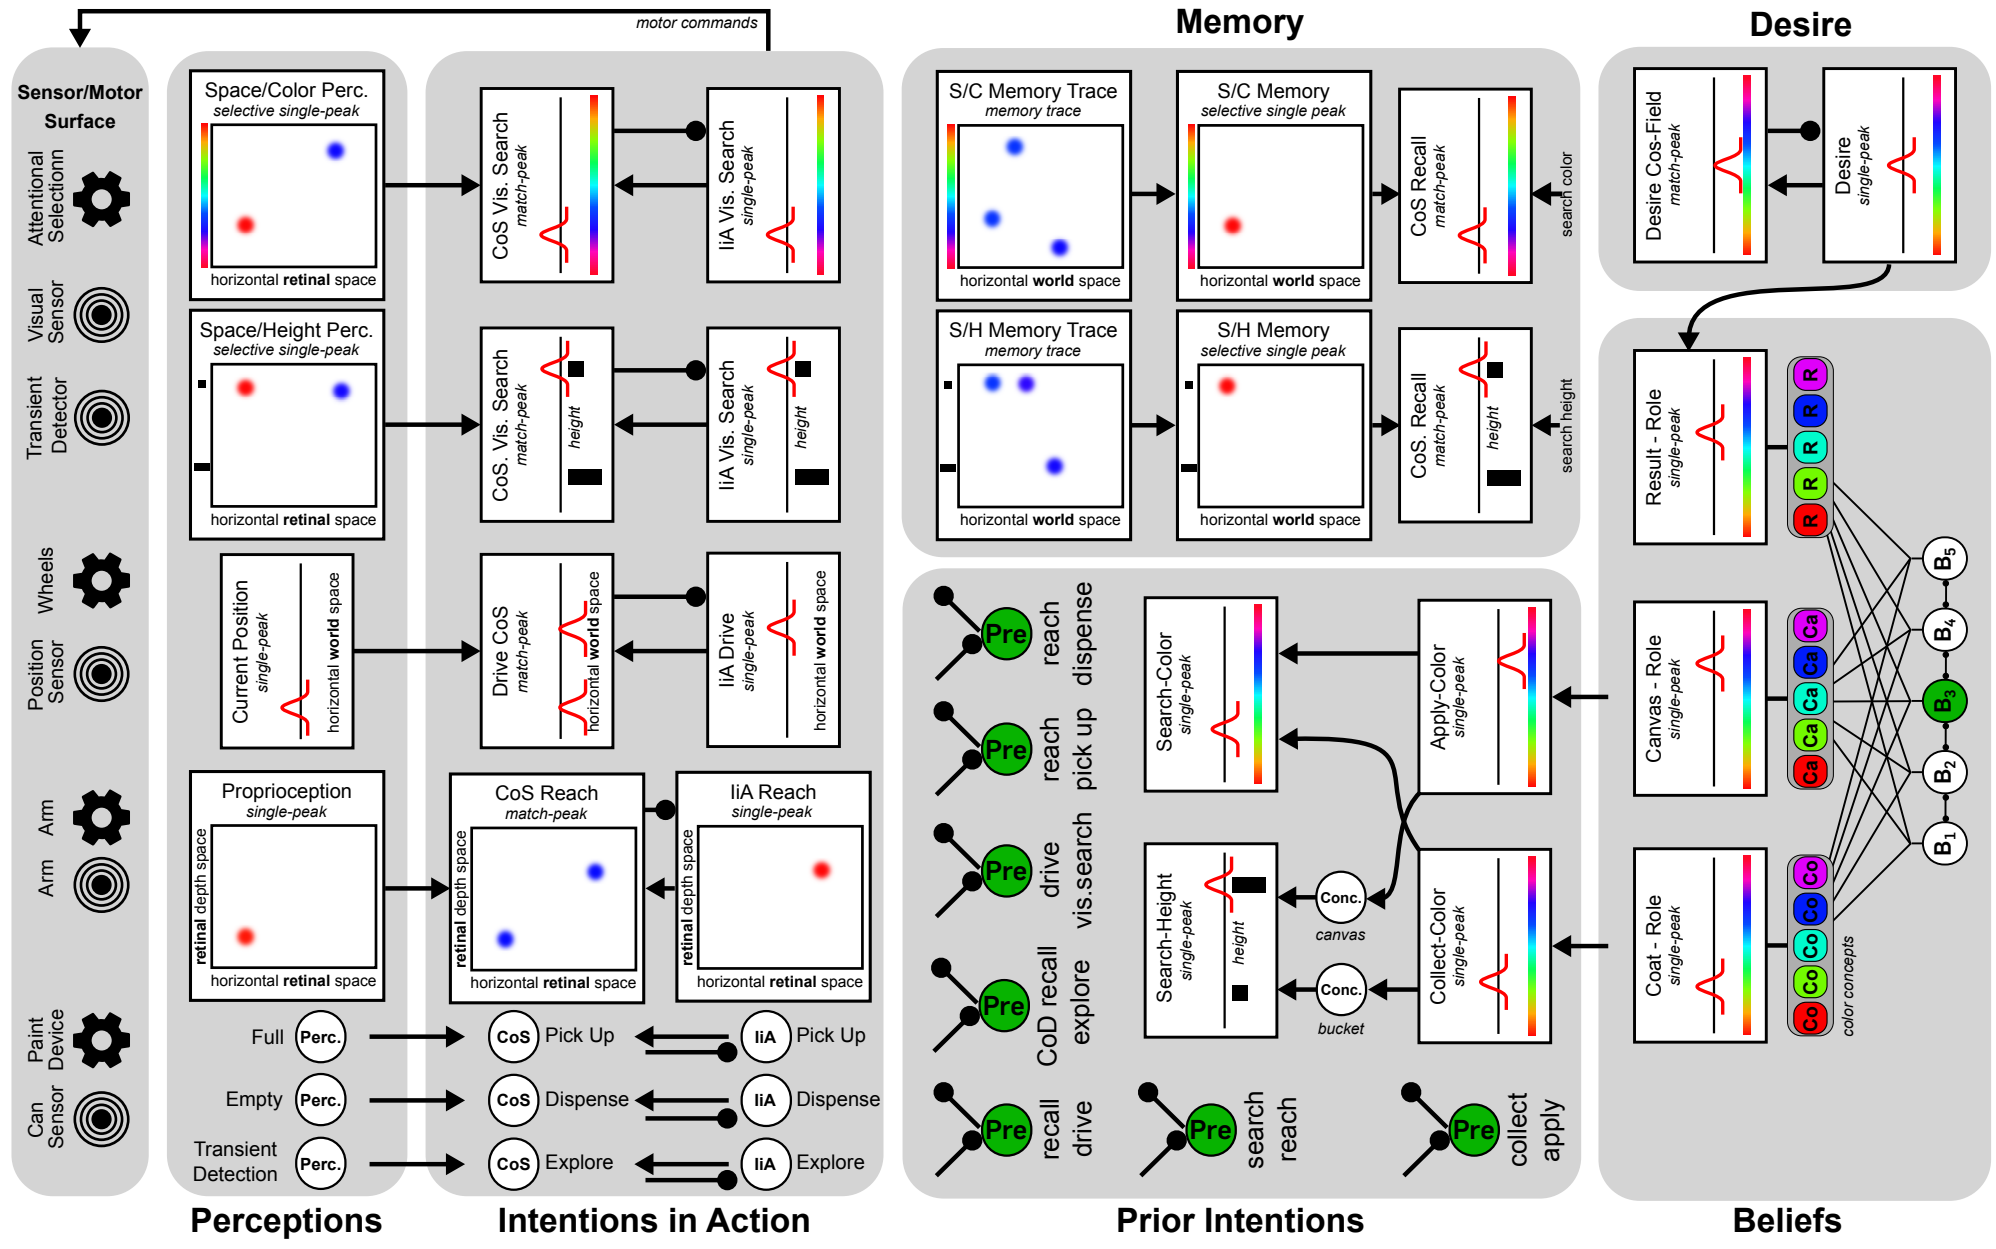 motor commands
Memory
Desire
Sensor/Motor
Surface
Attentional
Selectionn
Visual
Sensor
Transient
Detector
Wheels
Position
Sensor
Arm
Arm
Paint
Device
Can
Sensor
Space/Color Perc.
selective single-peak
horizontal retinal space
Space/Height Perc.
selective single-peak
horizontal retinal space
Current Position
single-peak
horizontal world space
Proprioception
single-peak
retinal depth space
horizontal retinal space
Full
Perc.
Empty
Perc.
Transient
Detection
Perc.
Perceptions
CoS Vis. Search
match-peak
IiA Vis. Search
single-peak
CoS. Vis. Search
match-peak
height
IiA Vis. Search
single-peak
height
Drive CoS
match-peak
horizontal world space
IiA Drive
single-peak
horizontal world space
CoS Reach
match-peak
retinal depth space
horizontal retinal space
IiA Reach
single-peak
retinal depth space
horizontal retinal space
CoS
Pick Up
IiA
Pick Up
CoS
Dispense
IiA
Dispense
CoS
Explore
IiA
Explore
Intentions in Action
S/C Memory Trace
memory trace
horizontal world space
S/C Memory
selective single peak
horizontal world space
CoS Recall
match-peak
search color
S/H Memory Trace
memory trace
horizontal world space
S/H Memory
selective single peak
horizontal world space
CoS. Recall
match-peak
height
search height
Pre
reach
dispense
Pre
reach
pick up
Pre
drive
vis.search
Pre
CoD recall
explore
Pre
recall
drive
Pre
search
reach
Pre
collect
apply
Search-Color
single-peak
Apply-Color
single-peak
Search-Height
single-peak
height
Conc.
canvas
Conc.
bucket
Collect-Color
single-peak
Prior Intentions
Desire Cos-Field
match-peak
Desire
single-peak
Result - Role
single-peak
R
R
R
R
R
Canvas - Role
single-peak
Ca
Ca
Ca
Ca
Ca
Coat - Role
single-peak
Co
Co
Co
Co
Co
color concepts
B5
B4
B3
B2
B1
Beliefs